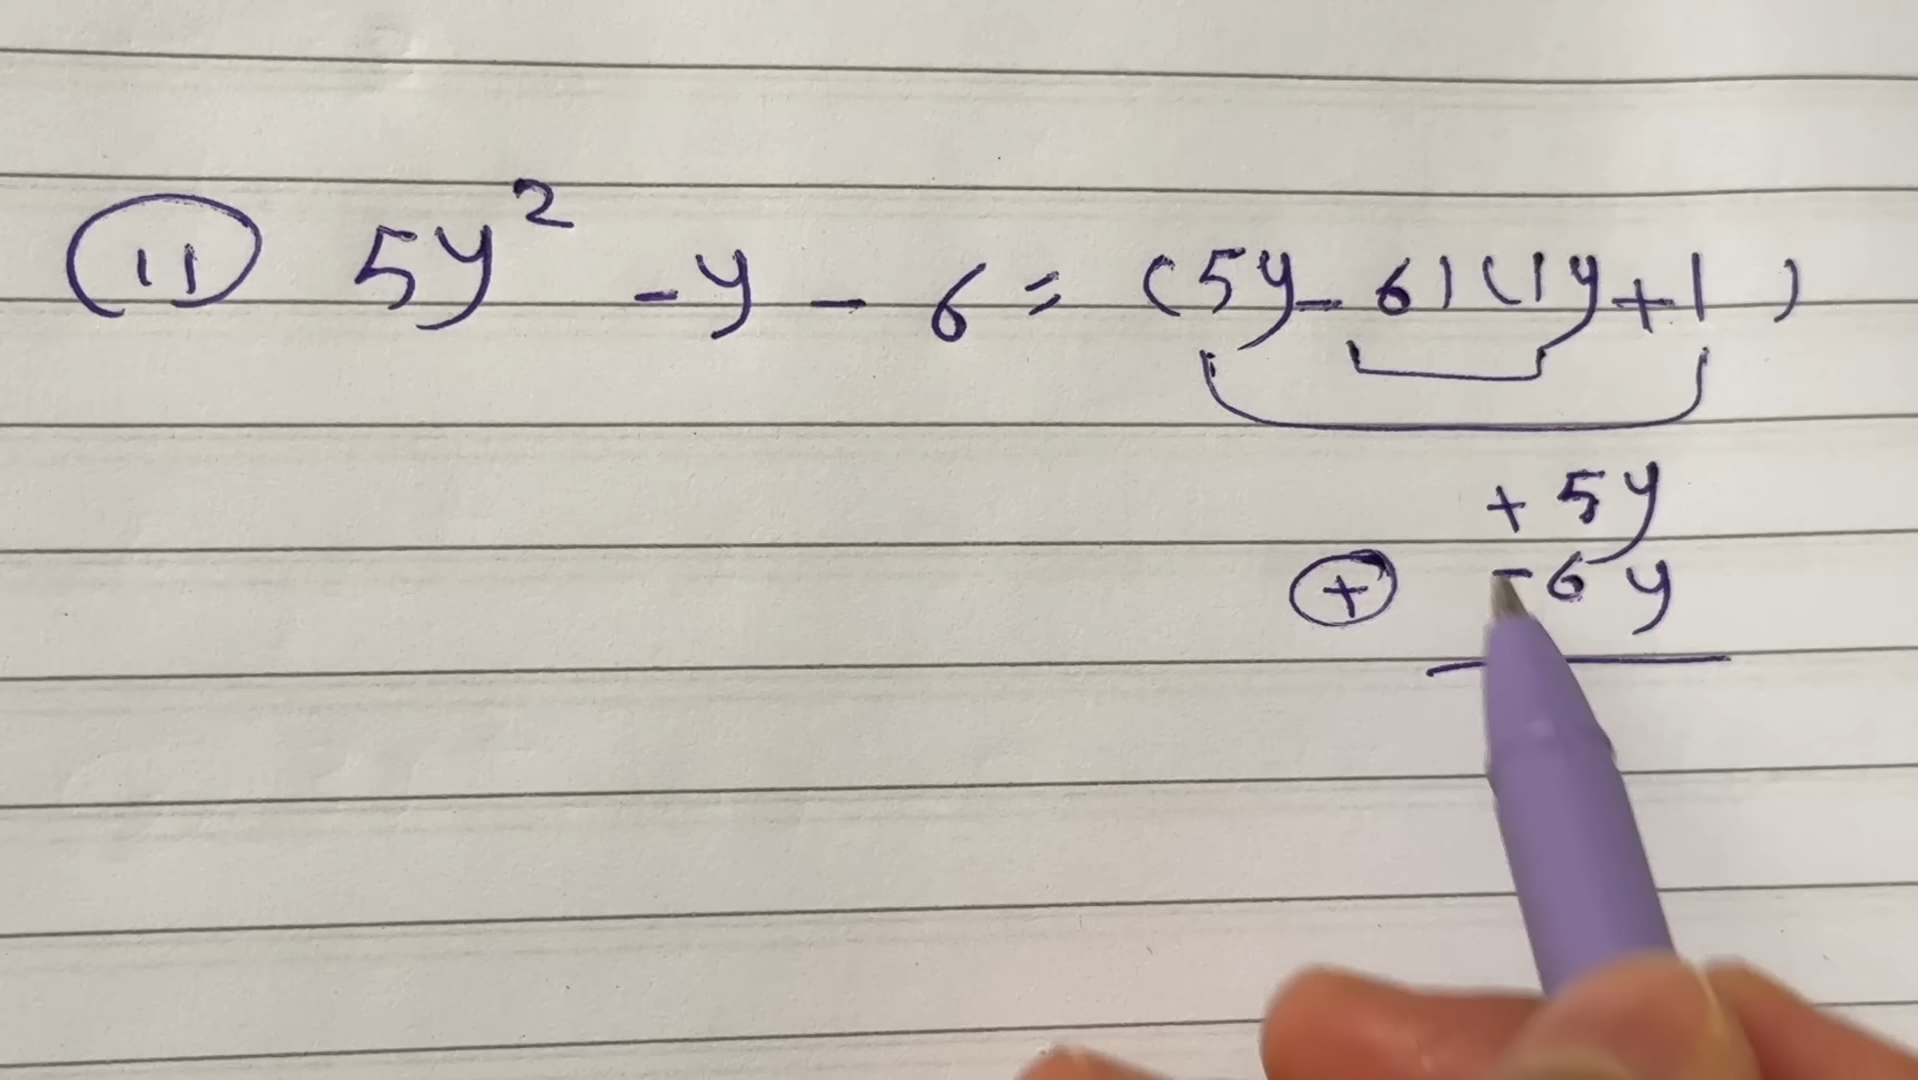 11 5y² - y - 6 = (5y - 6)(1y + 1)
+ 5y
+ - 6y